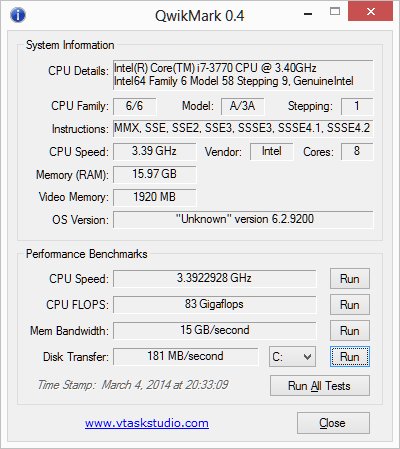 QwikMark 0.4
System Information
CPU Details: Intel(R) Core(TM) i7-3770 CPU @ 3.40GHz
Intel64 Family 6 Model 58 Stepping 9, GenuineIntel
CPU Family: 6/6 Model: A/3A Stepping: 1
Instructions: MMX, SSE, SSE2, SSE3, SSSE3, SSSE4.1, SSSE4.2
CPU Speed: 3.39 GHz Vendor: Intel Cores: 8
Memory (RAM): 15.97 GB
Video Memory: 1920 MB
OS Version: "Unknown" version 6.2.9200
Performance Benchmarks
CPU Speed: 3.3922928 GHz Run
CPU FLOPS: 83 Gigaflops Run
Mem Bandwidth: 15 GB/second Run
Disk Transfer: 181 MB/second C: Run
Time Stamp: March 4, 2014 at 20:33:09 Run All Tests
www.vtaskstudio.com Close